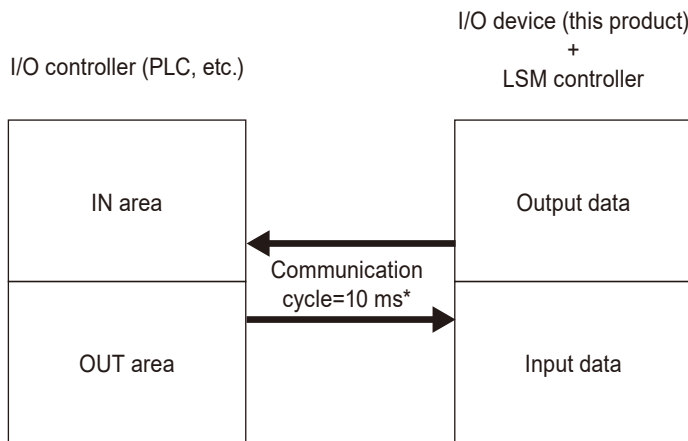 I/O device (this product)
+
LSM controller
I/O controller (PLC, etc.)
IN area
Output data
Communication
cycle=10 ms*
OUT area
Input data